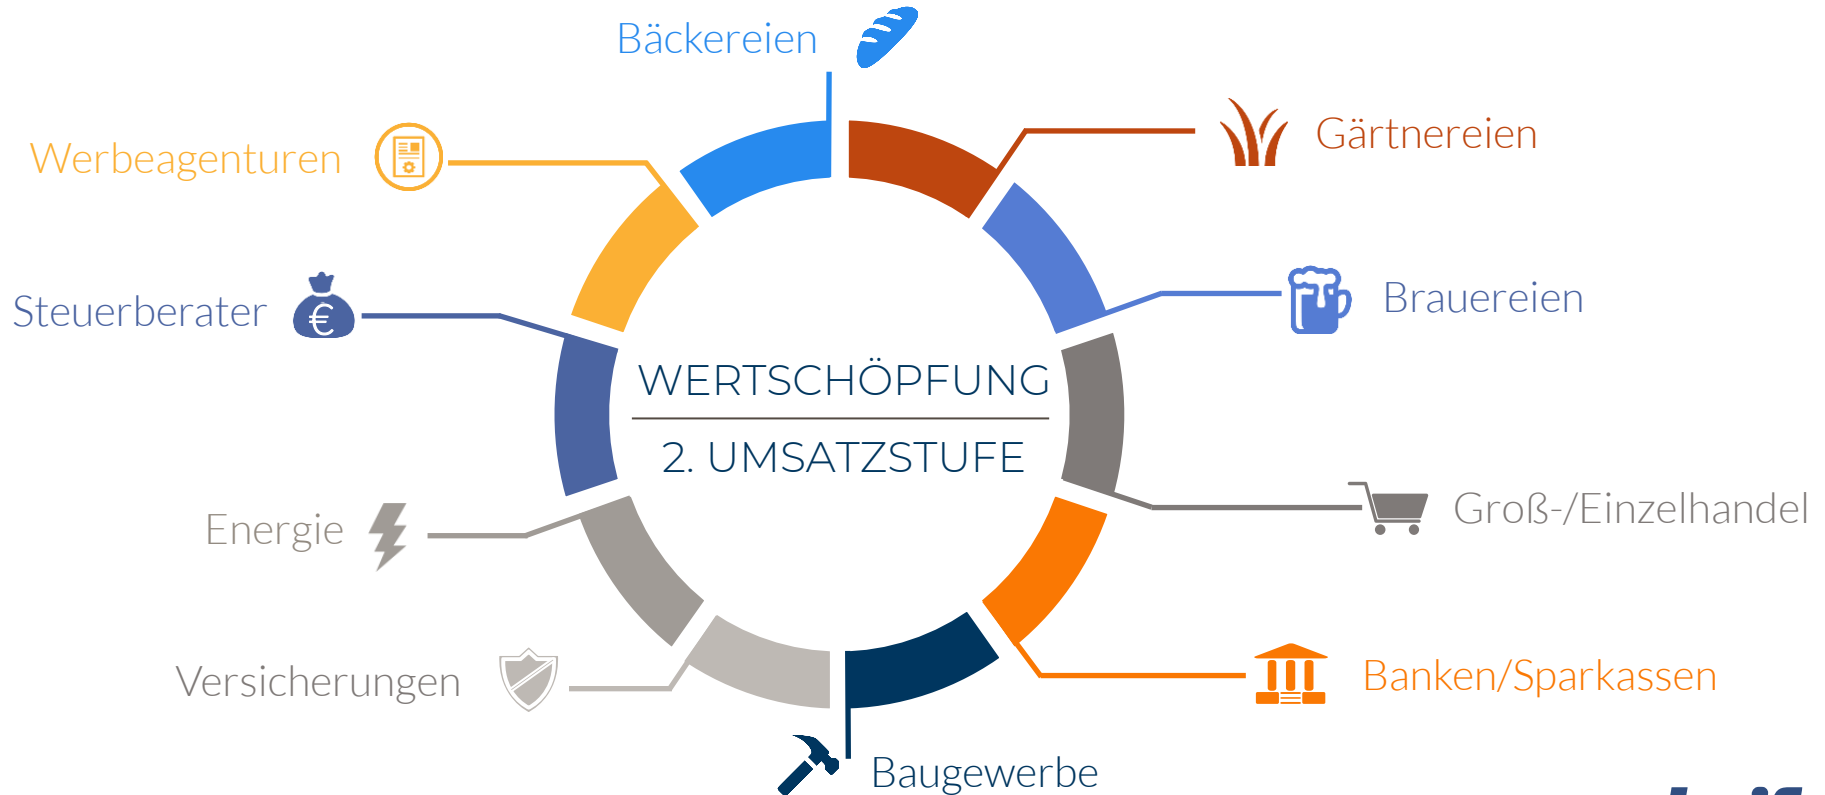 Bäckereien
Gärtnereien
Werbeagenturen
Brauereien
Steuerberater
€
WERTSCHÖPFUNG
2. UMSATZSTUFE
Groß-/Einzelhandel
Energie
Banken/Sparkassen
Versicherungen
Baugewerbe